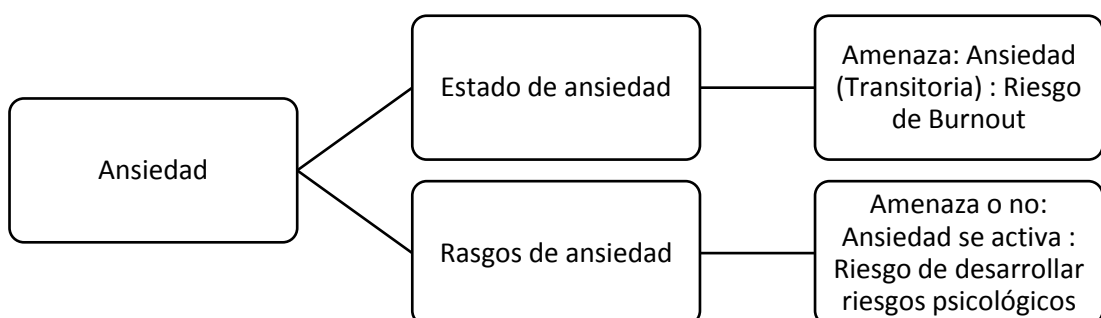 Ansiedad
Estado de ansiedad
Amenaza: Ansiedad
(Transitoria) : Riesgo
de Burnout
Rasgos de ansiedad
Amenaza o no:
Ansiedad se activa :
Riesgo de desarrollar
riesgos psicológicos